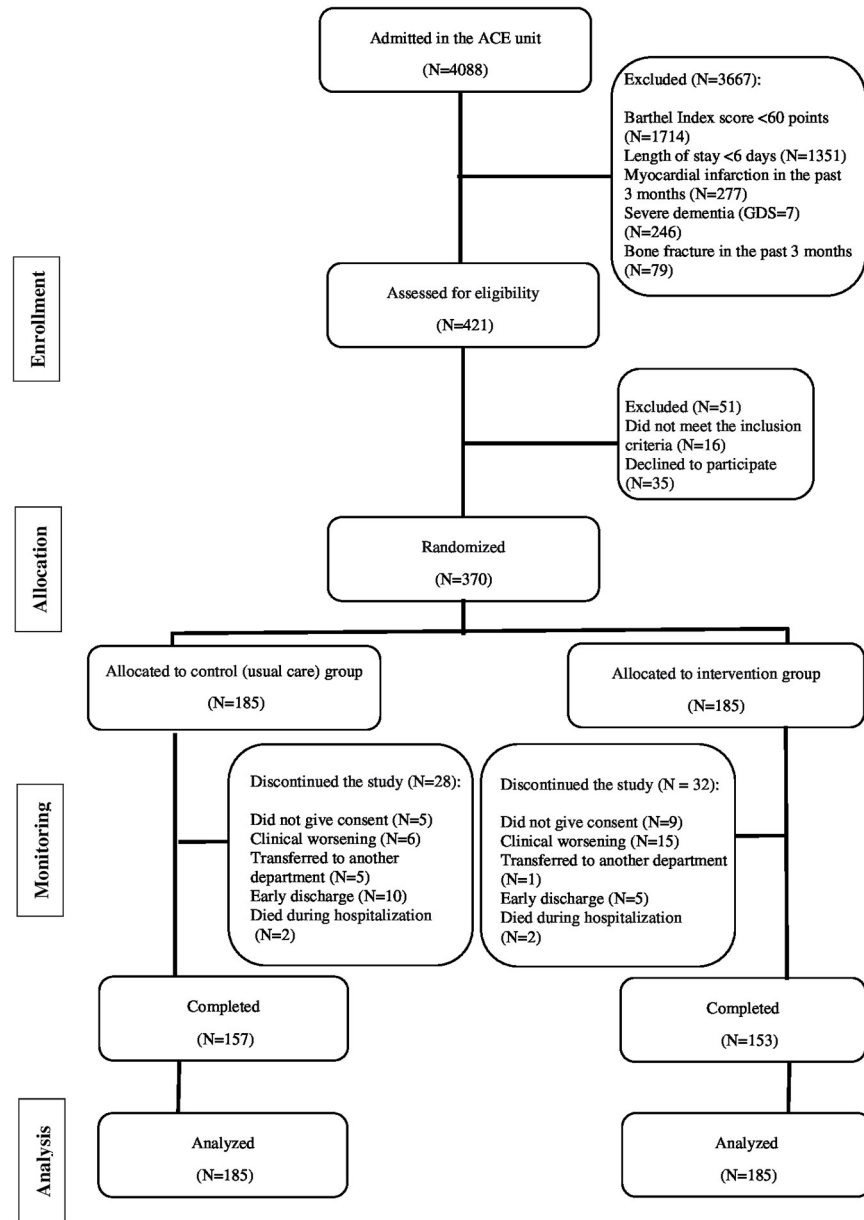 Admitted in the ACE unit
(N=4088)
Excluded (N=3667):
Barthel Index score <60 points
(N=1714)
Length of stay <6 days (N=1351)
Myocardial infarction in the past
3 months (N=277)
Severe dementia (GDS=7)
(N=246)
Bone fracture in the past 3 months
(N=79)
Enrollment
Assessed for eligibility
(N=421)
Excluded (N=51)
Did not meet the inclusion
criteria (N=16)
Declined to participate
(N=35)
Allocation
Randomized
(N=370)
Allocated to control (usual care) group
(N=185)
Allocated to intervention group
(N=185)
Monitoring
Discontinued the study (N=28):
Did not give consent (N=5)
Clinical worsening (N=6)
Transferred to another
department (N=5)
Early discharge (N=10)
Died during hospitalization
(N=2)
Discontinued the study (N = 32):
Did not give consent (N=9)
Clinical worsening (N=15)
Transferred to another department
(N=1)
Early discharge (N=5)
Died during hospitalization
(N=2)
Completed
(N=157)
Completed
(N=153)
Analysis
Analyzed
(N=185)
Analyzed
(N=185)